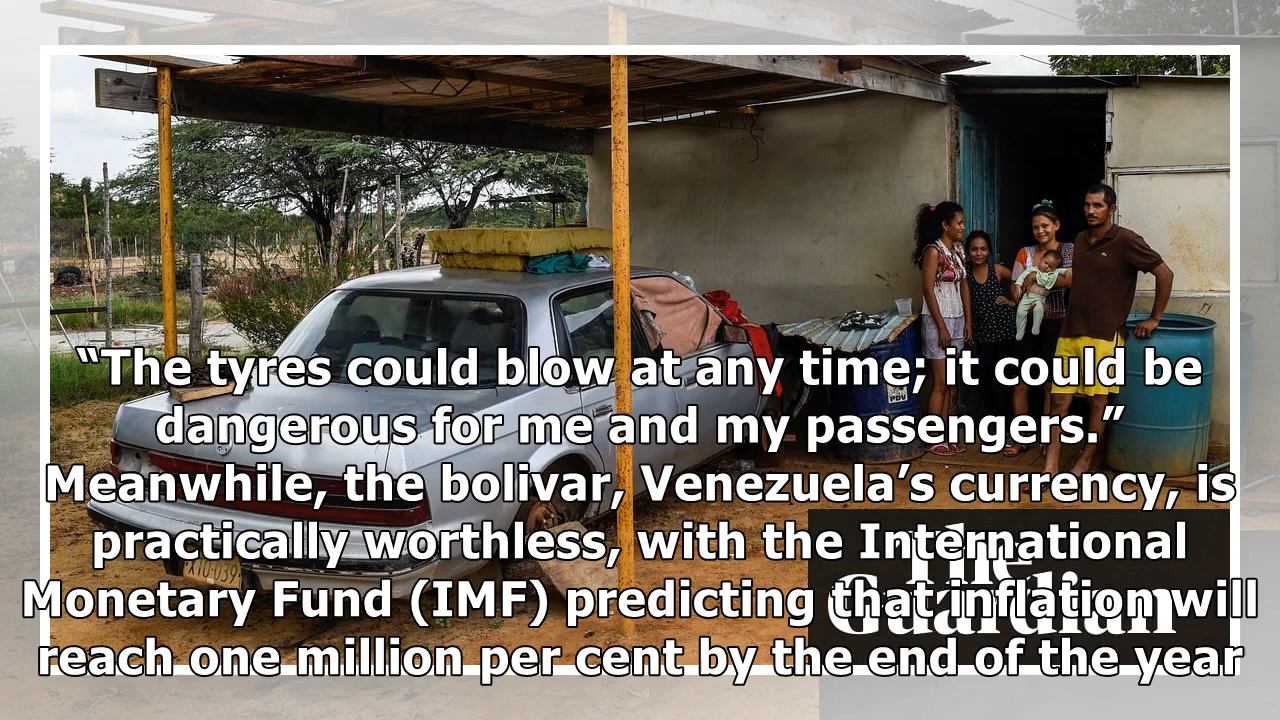 “The tyres could blow at any time; it could be
dangerous for me and my passengers.”
Meanwhile, the bolivar, Venezuela’s currency, is
practically worthless, with the International
Monetary Fund (IMF) predicting that inflation will
reach one million per cent by the end of the year
The
Guardian
PDV